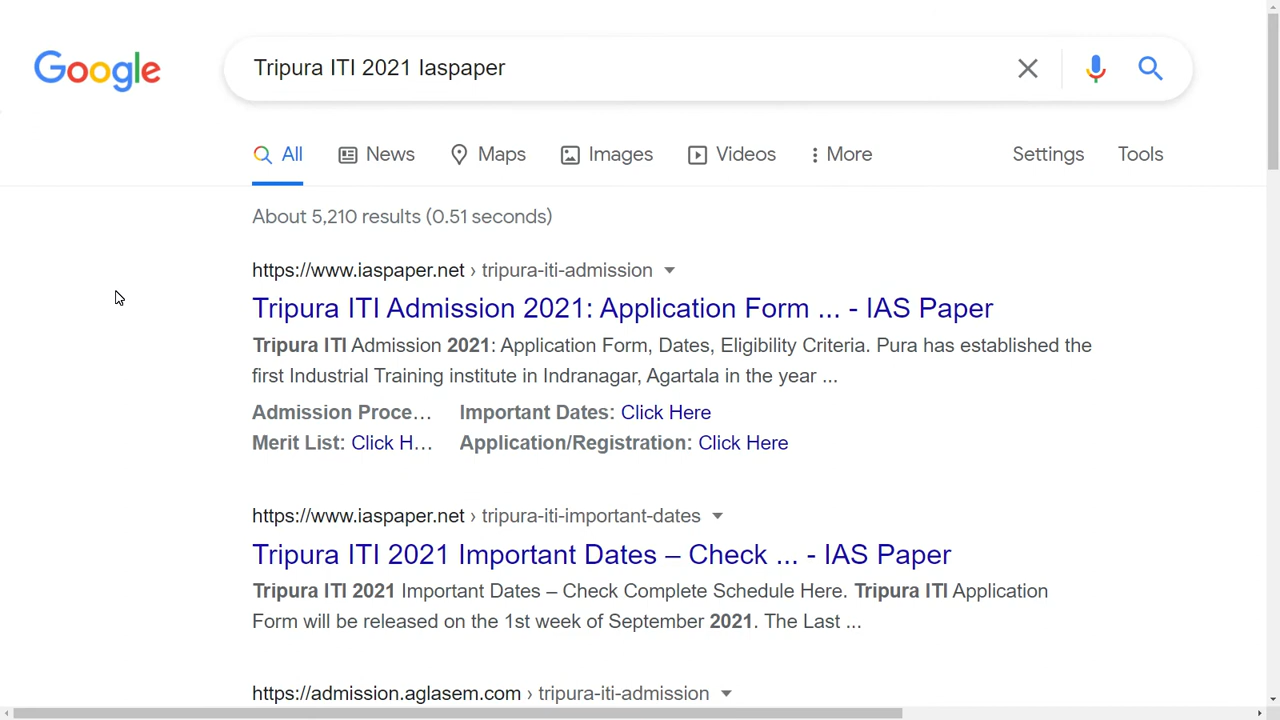 Google
Tripura ITI 2021 Iaspaper
All News Maps Images Videos More Settings Tools
About 5,210 results (0.51 seconds)
https://www.iaspaper.net › tripura-iti-admission
Tripura ITI Admission 2021: Application Form ... - IAS Paper
Tripura ITI Admission 2021: Application Form, Dates, Eligibility Criteria. Pura has established the
first Industrial Training institute in Indranagar, Agartala in the year ...
Admission Proce... Important Dates: Click Here
Merit List: Click H... Application/Registration: Click Here
https://www.iaspaper.net › tripura-iti-important-dates
Tripura ITI 2021 Important Dates – Check ... - IAS Paper
Tripura ITI 2021 Important Dates – Check Complete Schedule Here. Tripura ITI Application
Form will be released on the 1st week of September 2021. The Last ...
https://admission.aglasem.com › tripura-iti-admission